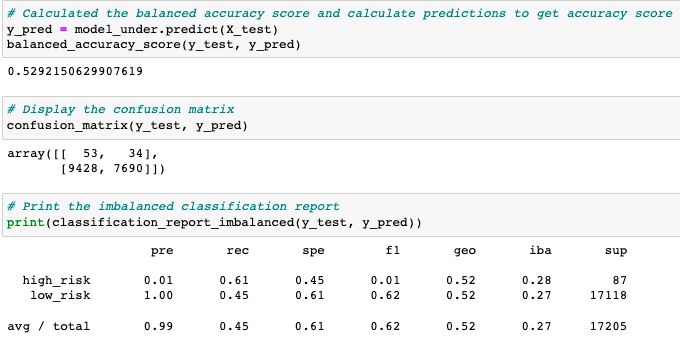 # Calculated the balanced accuracy score and calculate predictions to get accuracy score
y_pred = model_under.predict(X_test)
balanced_accuracy_score(y_test, y_pred)
0.5292150629907619
# Display the confusion matrix
confusion_matrix(y_test, y_pred)
array([[  53,   34],
       [9428, 7690]])
# Print the imbalanced classification report
print(classification_report_imbalanced(y_test, y_pred))
pre rec spe f1 geo iba sup
high_risk 0.01 0.61 0.45 0.01 0.52 0.28 87
low_risk 1.00 0.45 0.61 0.62 0.52 0.27 17118
avg / total 0.99 0.45 0.61 0.62 0.52 0.27 17205